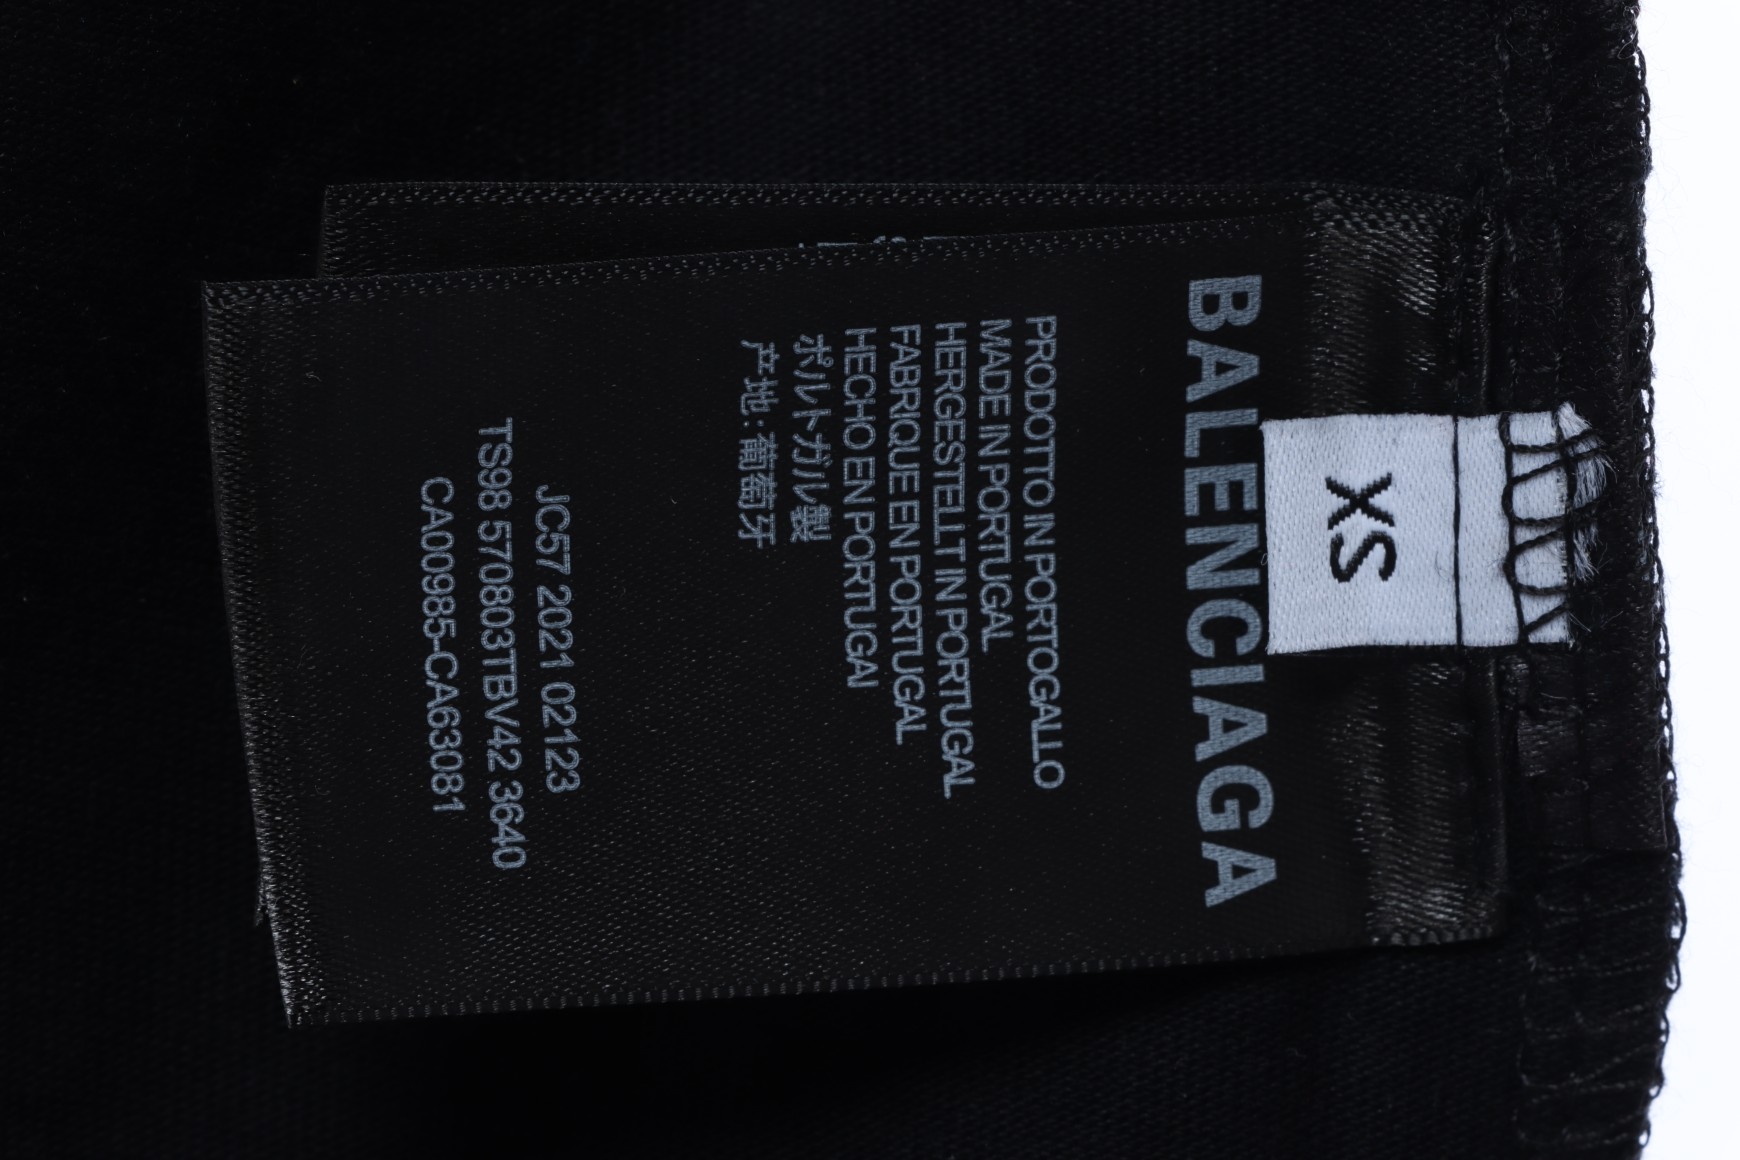 XS
BALENCIAGA
PRODOTTO IN PORTOGALLO
MADE IN PORTUGAL
HERGESTELLT IN PORTUGAL
FABRIQUE EN PORTUGAL
HECHO EN PORTUGAL
ポルトガル製
产地:葡萄牙
JC57 2021 02123
TS98 570803TBV42 3640
CA00985-CA63081